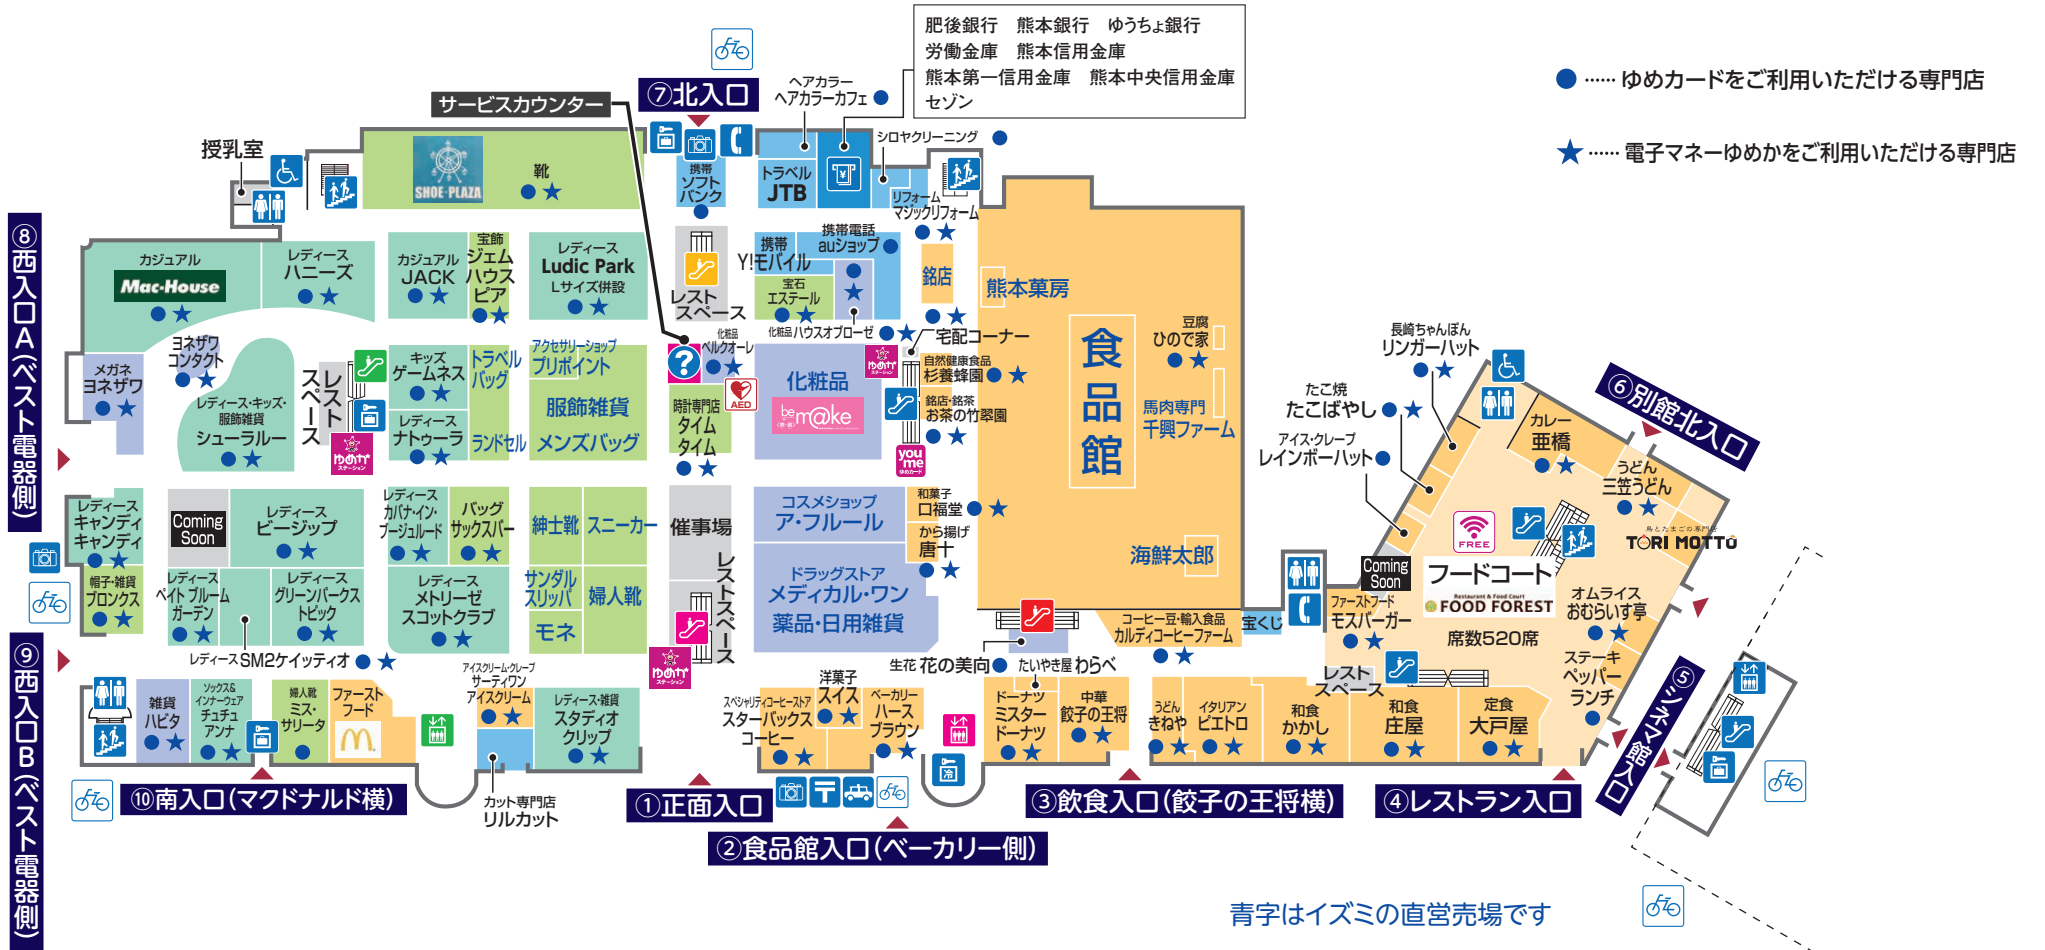 肥後銀行 熊本銀行 ゆうちょ銀行
労働金庫 熊本信用金庫
熊本第一信用金庫 熊本中央信用金庫
セゾン
●……ゆめカードをご利用いただける専門店
★……電子マネーゆめかをご利用いただける専門店
サービスカウンター
⑦北入口
ヘアカラー
ヘアカラーカフェ
シロヤクリーニング
授乳室
SHOE・PLAZA
靴
携帯
ソフト
バンク
トラベル
JTB
リフォーム
マジックリフォーム
⑧西入口A(ベスト電器側)
カジュアル
Mac-House
レディース
ハニーズ
カジュアル
JACK
宝飾
ジェム
ハウス
ピア
レディース
Ludic Park
Lサイズ併設
レスト
スペース
携帯
Y!モバイル
携帯電話
auショップ
宝石
エステール
化粧品ハウスオブローゼ
銘店
宅配コーナー
熊本菓房
食品館
豆腐
ひので家
馬肉専門
千興ファーム
海鮮太郎
メガネ
ヨネザワ
ヨネザワ
コンタクト
レディース・キッズ・
服飾雑貨
シューラルー
レスト
スペース
ゆめか
ステーション
キッズ
ゲームネス
レディース
ナトゥーラ
トラベル
バッグ
ランドセル
アクセサリーショップ
プリポイント
服飾雑貨
メンズバッグ
化粧品
ベルクオーレ
AED
時計専門店
タイム
タイム
化粧品
be m@ke
ゆめか
ステーション
自然健康食品
杉養蜂園
銘店・銘茶
お茶の竹翠園
you me
ゆめカード
長崎ちゃんぽん
リンガーハット
たこ焼
たこばやし
アイス・クレープ
レインボーハット
⑥別館北入口
カレー
亜橋
うどん
三笠うどん
鳥とたまごの専門店
TORI MOTTO
FREE
Coming
Soon
フードコート
Restaurant & Food Court
FOOD FOREST
席数520席
オムライス
おむらいす亭
ステーキ
ペッパー
ランチ
ファーストフード
モスバーガー
レスト
スペース
レディース
キャンディ
キャンディ
帽子・雑貨
ブロンクス
Coming
Soon
レディース
ビージップ
レディース
ベイト ブルーム
ガーデン
レディース
グリーンパークス
トピック
レディースSM2ケイッティオ
レディース
カバナ・イン・
ブージュルード
バッグ
サックスバー
レディース
メトリーゼ
スコットクラブ
紳士靴
スニーカー
サンダル
スリッパ
婦人靴
モネ
催事場
レストスペース
ゆめか
ステーション
コスメショップ
ア・フルール
ドラッグストア
メディカル・ワン
薬品・日用雑貨
和菓子
口福堂
から揚げ
唐十
生花 花の美向
たいやき屋 わらべ
コーヒー豆・輸入食品
カルディコーヒーファーム
宝くじ
⑨西入口B(ベスト電器側)
雑貨
ハビタ
ソックス&
インナーウェア
チュチュ
アンナ
婦人靴
ミス・
サリータ
ファースト
フード
アイスクリーム・クレープ
サーティワン
アイスクリーム
レディース・雑貨
スタディオ
クリップ
カット専門店
リルカット
スペシャリティコーヒーストア
スターバックス
コーヒー
洋菓子
スイス
ベーカリー
ハース
ブラウン
冷
ドーナツ
ミスター
ドーナツ
中華
餃子の王将
うどん
きねや
イタリアン
ピエトロ
和食
かかし
和食
庄屋
定食
大戸屋
⑩南入口(マクドナルド横)
①正面入口
②食品館入口(ベーカリー側)
③飲食入口(餃子の王将横)
④レストラン入口
⑤シネマ館入口
青字はイズミの直営売場です